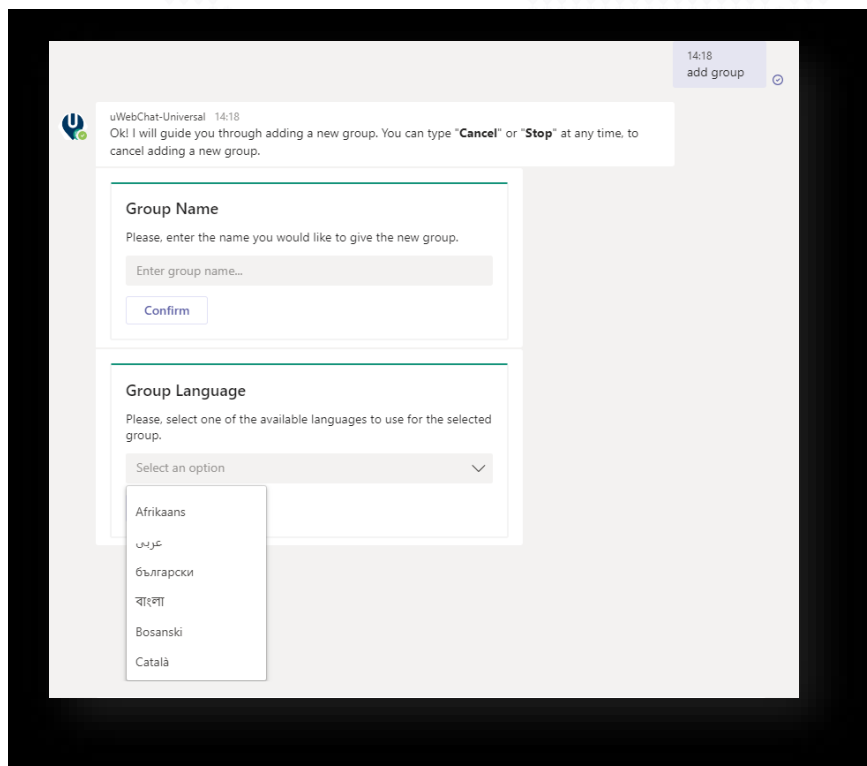 14:18
add group
uWebChat-Universal 14:18
Ok! I will guide you through adding a new group. You can type "Cancel" or "Stop" at any time, to
cancel adding a new group.
Group Name
Please, enter the name you would like to give the new group.
Enter group name...
Confirm
Group Language
Please, select one of the available languages to use for the selected
group.
Select an option
Afrikaans
عربى
български
বাংলা
Bosanski
Català